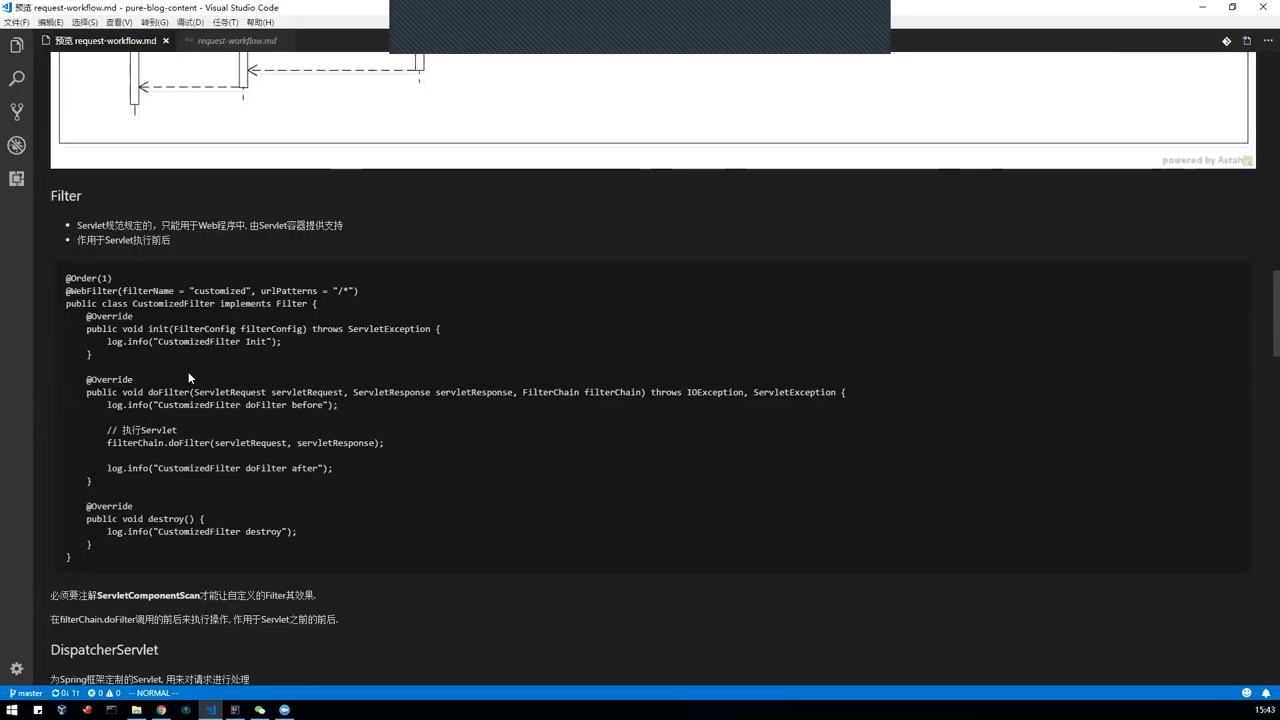 request-workflow.md - pure-blog-content - Visual Studio Code
文件(F) 编辑(E) 选择(S) 查看(V) 转到(G) 调试(D) 任务(T) 帮助(H)
预览 request-workflow.md
request-workflow.md
powered by Astah
Filter
Servlet规范规定的，只能用于Web程序中, 由Servlet容器提供支持
作用于Servlet执行前后
@Order(1)
@WebFilter(filterName = "customized", urlPatterns = "/*")
public class CustomizedFilter implements Filter {
@Override
public void init(FilterConfig filterConfig) throws ServletException {
log.info("CustomizedFilter Init");
}
@Override
public void doFilter(ServletRequest servletRequest, ServletResponse servletResponse, FilterChain filterChain) throws IOException, ServletException {
log.info("CustomizedFilter doFilter before");
// 执行Servlet
filterChain.doFilter(servletRequest, servletResponse);
log.info("CustomizedFilter doFilter after");
}
@Override
public void destroy() {
log.info("CustomizedFilter destroy");
}
}
必须要注解ServletComponentScan才能让自定义的Filter其效果.
在filterChain.doFilter调用的前后来执行操作, 作用于Servlet之前的前后.
DispatcherServlet
为Spring框架定制的Servlet, 用来对请求进行处理
master 0↓ 1↑ 0 0 -- NORMAL --
15:43